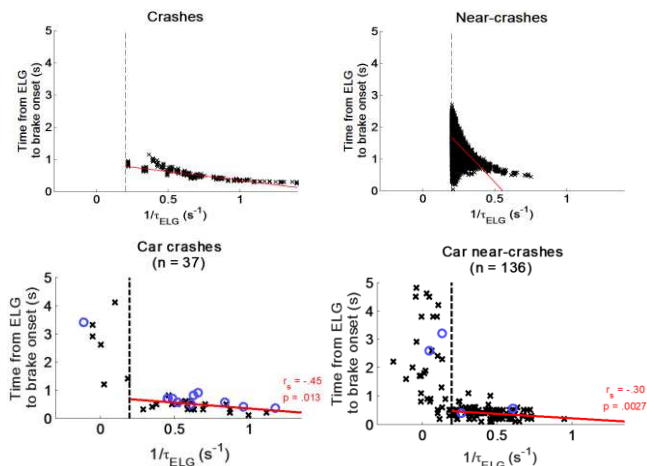 Crashes
Time from ELG
to brake onset (s)
5
4
3
2
1
0
0
0.5
1
1/τELG (s-1)
Near-crashes
Time from ELG
to brake onset (s)
5
4
3
2
1
0
0
0.5
1
1/τELG (s-1)
Car crashes
(n = 37)
Time from ELG
to brake onset (s)
5
4
3
2
1
0
0
0.5
1
rs = -.45
p = .013
1/τELG (s-1)
Car near-crashes
(n = 136)
Time from ELG
to brake onset (s)
5
4
3
2
1
0
0
0.5
1
rs = -.30
p = .0027
1/τELG (s-1)